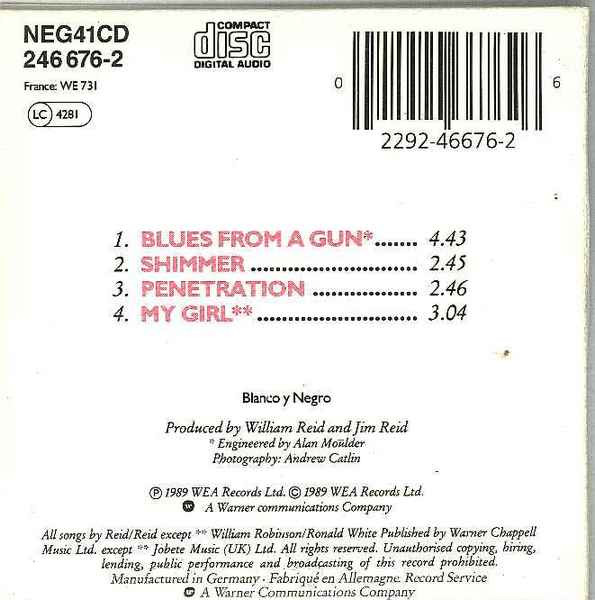 NEG41CD
246 676-2
France: WE 731
LC 4281
COMPACT
disc
DIGITAL AUDIO
0 6
2292-46676-2
1. BLUES FROM A GUN*....... 4.43
2. SHIMMER ...................... 2.45
3. PENETRATION .............. 2.46
4. MY GIRL**..................... 3.04
Blanco y Negro
Produced by William Reid and Jim Reid
* Engineered by Alan Moulder
Photography: Andrew Catlin
℗ 1989 WEA Records Ltd. © 1989 WEA Records Ltd.
A Warner communications Company
All songs by Reid/Reid except ** William Robinson/Ronald White Published by Warner Chappell
Music Ltd. except ** Jobete Music (UK) Ltd. All rights reserved. Unauthorised copying, hiring,
lending, public performance and broadcasting of this record prohibited.
Manufactured in Germany · Fabriqué en Allemagne. Record Service
A Warner Communications Company